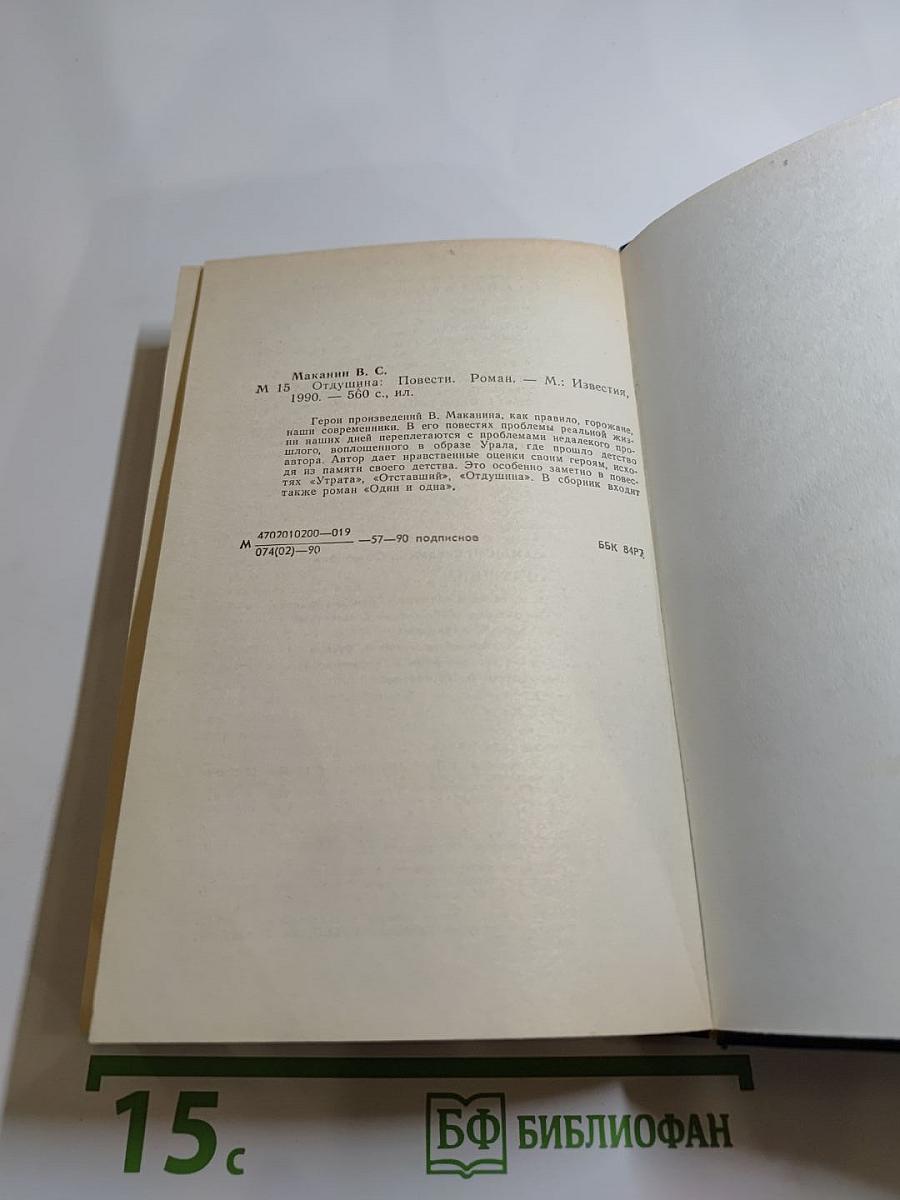 Маканин В. С.
М 15 Отдушина: Повести. Роман. — М.: Известия,
1990. — 560 с., ил.
Герои произведений В. Маканина, как правило, горожане,
наши современники. В его повестях проблемы реальной жиз-
ни наших дней переплетаются с проблемами недалекого про-
шлого, воплощенного в образе Урала, где прошло детство
автора. Автор дает нравственные оценки своим героям, исхо-
дя из памяти своего детства. Это особенно заметно в повес-
тях «Утрата», «Отставший», «Отдушина». В сборник входит
также роман «Один и одна».
М 4702010200—019
074(02)—90 —57—90 подписное
ББК 84Р7
15 с
БФ БИБЛИОФАН